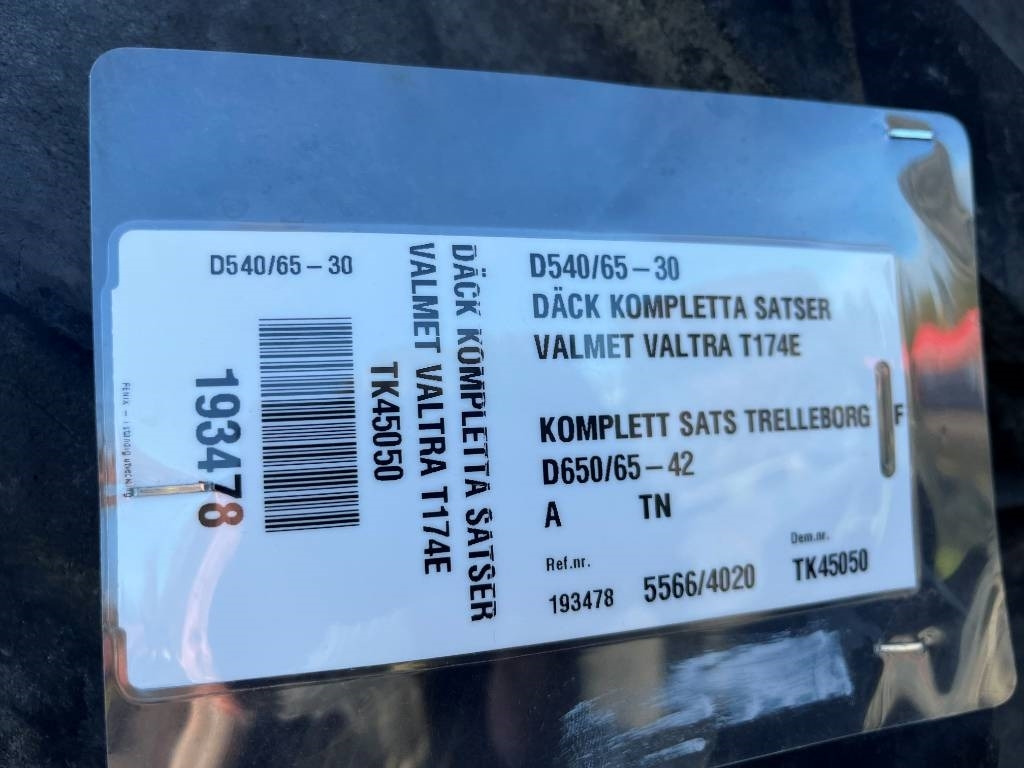 D540/65-30
193478
TK45050
DÄCK KOMPLETTA SATSER
VALMET VALTRA T174E
D540/65-30
DÄCK KOMPLETTA SATSER
VALMET VALTRA T174E
KOMPLETT SATS TRELLEBORG F
D650/65-42
A TN
Ref.nr. Dem.nr.
193478 5566/4020 TK45050